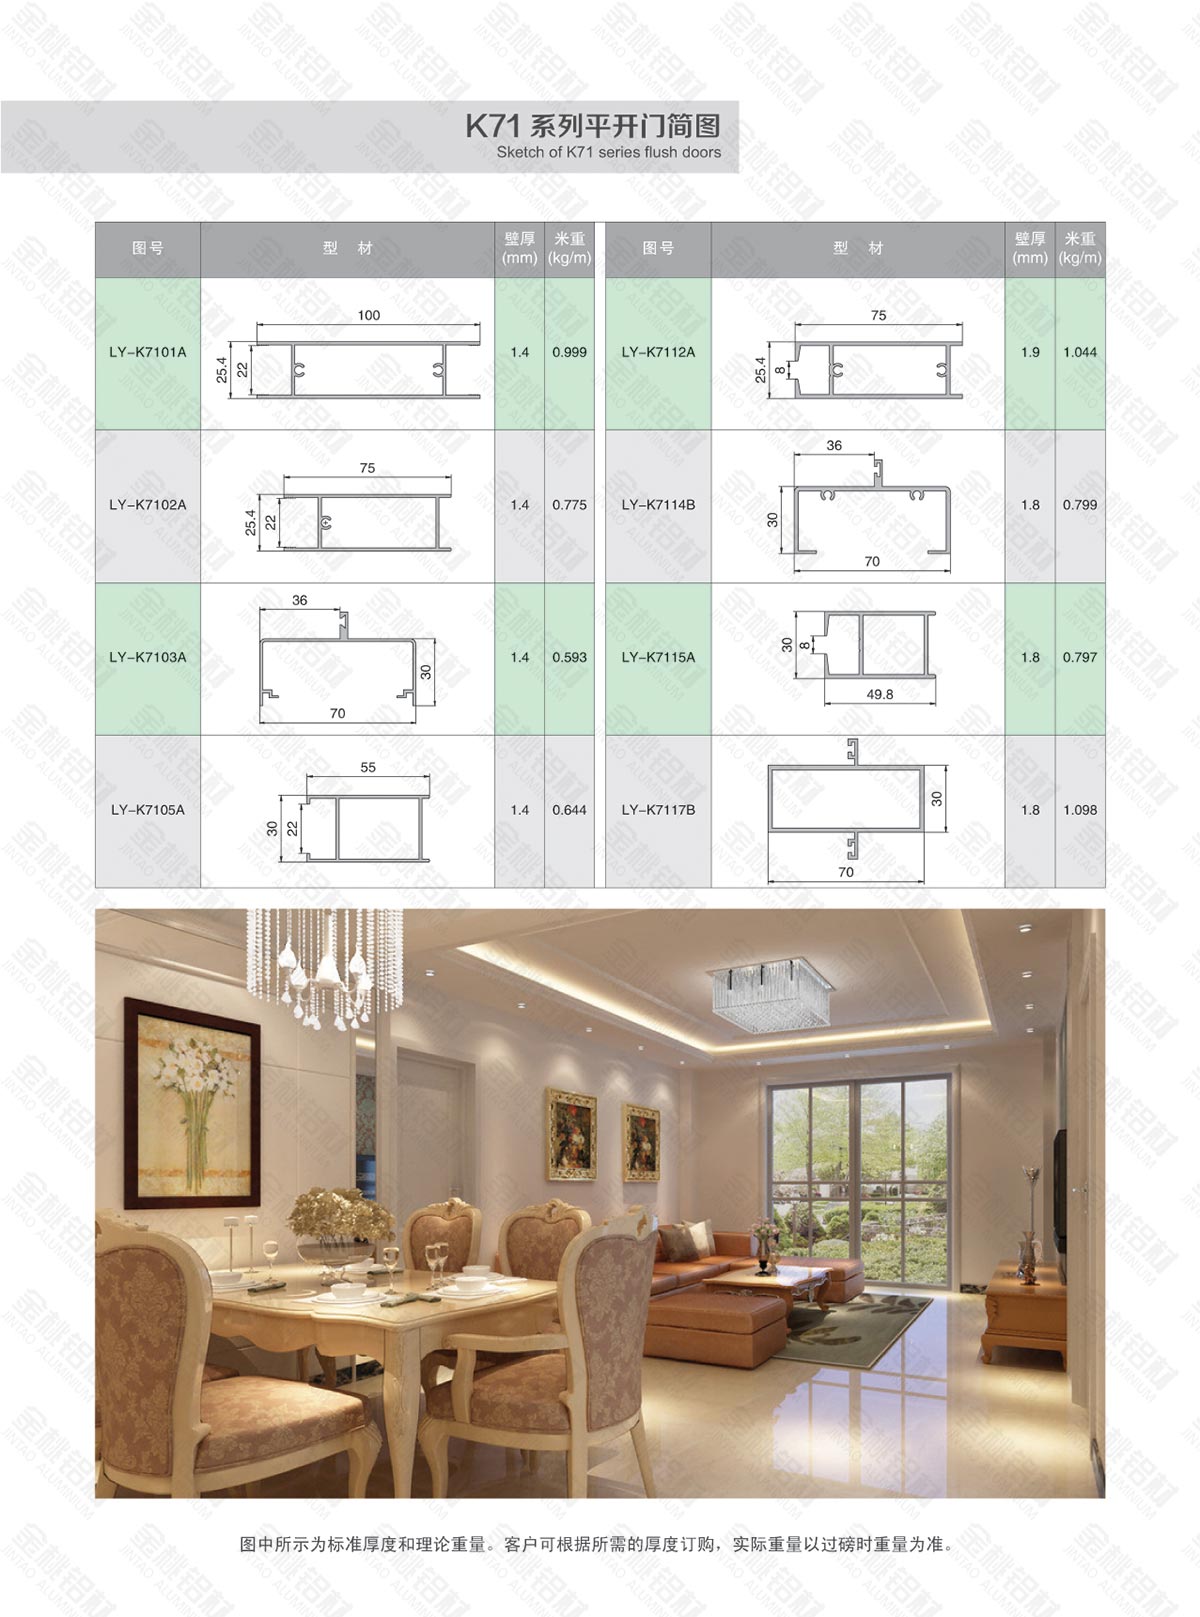 K71 系列平开门简图
Sketch of K71 series flush doors
图号 型 材 壁厚(mm) 米重(kg/m) 图号 型 材 壁厚(mm) 米重(kg/m)
LY-K7101A 100 25.4 22 1.4 0.999
LY-K7112A 75 25.4 8 1.9 1.044
LY-K7102A 75 25.4 22 1.4 0.775
LY-K7114B 36 30 70 1.8 0.799
LY-K7103A 36 30 70 1.4 0.593
LY-K7115A 30 8 49.8 1.8 0.797
LY-K7105A 55 30 22 1.4 0.644
LY-K7117B 30 70 1.8 1.098
图中所示为标准厚度和理论重量。客户可根据所需的厚度订购，实际重量以过磅时重量为准。
金桃铝材
JINTAO ALUMINIUM